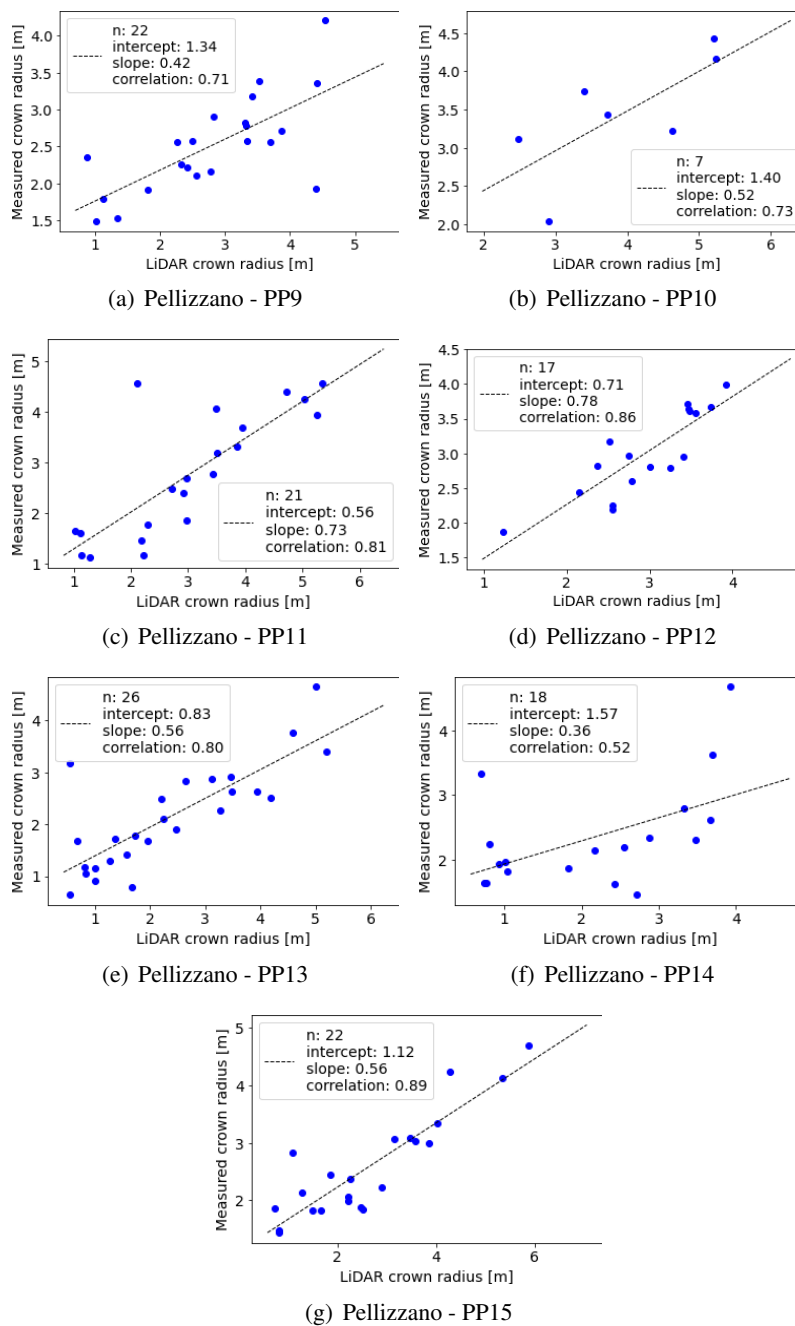 n: 22
intercept: 1.34
slope: 0.42
correlation: 0.71
Measured crown radius [m]
4.0
3.5
3.0
2.5
2.0
1.5
1 2 3 4 5
LiDAR crown radius [m]
(a) Pellizzano - PP9
n: 7
intercept: 1.40
slope: 0.52
correlation: 0.73
Measured crown radius [m]
4.5
4.0
3.5
3.0
2.5
2.0
2 3 4 5 6
LiDAR crown radius [m]
(b) Pellizzano - PP10
n: 21
intercept: 0.56
slope: 0.73
correlation: 0.81
Measured crown radius [m]
5
4
3
2
1
1 2 3 4 5 6
LiDAR crown radius [m]
(c) Pellizzano - PP11
n: 17
intercept: 0.71
slope: 0.78
correlation: 0.86
Measured crown radius [m]
4.5
4.0
3.5
3.0
2.5
2.0
1.5
1 2 3 4
LiDAR crown radius [m]
(d) Pellizzano - PP12
n: 26
intercept: 0.83
slope: 0.56
correlation: 0.80
Measured crown radius [m]
4
3
2
1
1 2 3 4 5 6
LiDAR crown radius [m]
(e) Pellizzano - PP13
n: 18
intercept: 1.57
slope: 0.36
correlation: 0.52
Measured crown radius [m]
4
3
2
1 2 3 4
LiDAR crown radius [m]
(f) Pellizzano - PP14
n: 22
intercept: 1.12
slope: 0.56
correlation: 0.89
Measured crown radius [m]
5
4
3
2
2 4 6
LiDAR crown radius [m]
(g) Pellizzano - PP15